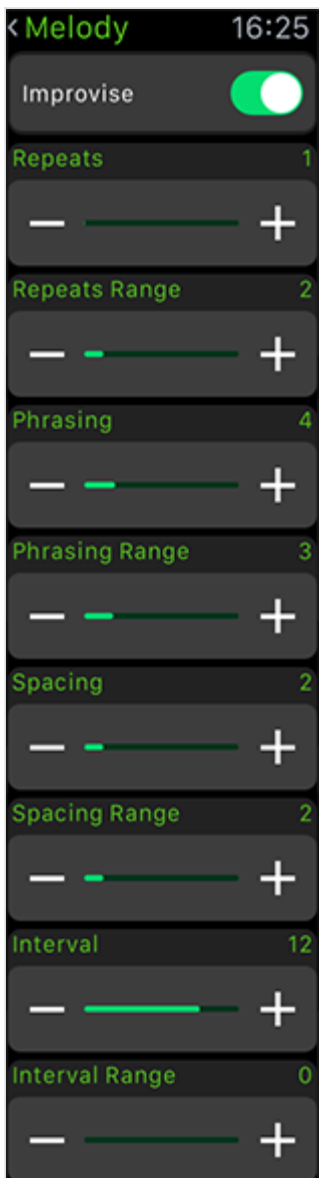 < Melody 16:25
Improvise
Repeats 1
Repeats Range 2
Phrasing 4
Phrasing Range 3
Spacing 2
Spacing Range 2
Interval 12
Interval Range 0